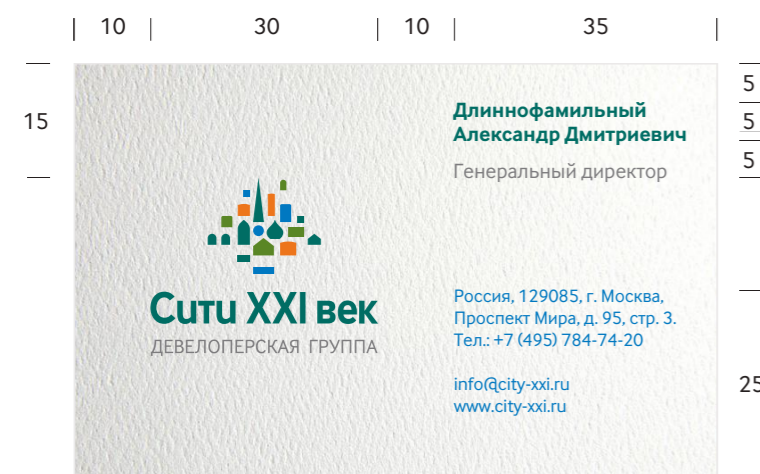 10 30 10 35
15
5
5
5
25
Длиннофамильный
Александр Дмитриевич
Генеральный директор
Сити XXI век
ДЕВЕЛОПЕРСКАЯ ГРУППА
Россия, 129085, г. Москва,
Проспект Мира, д. 95, стр. 3.
Тел.: +7 (495) 784-74-20
info@city-xxi.ru
www.city-xxi.ru